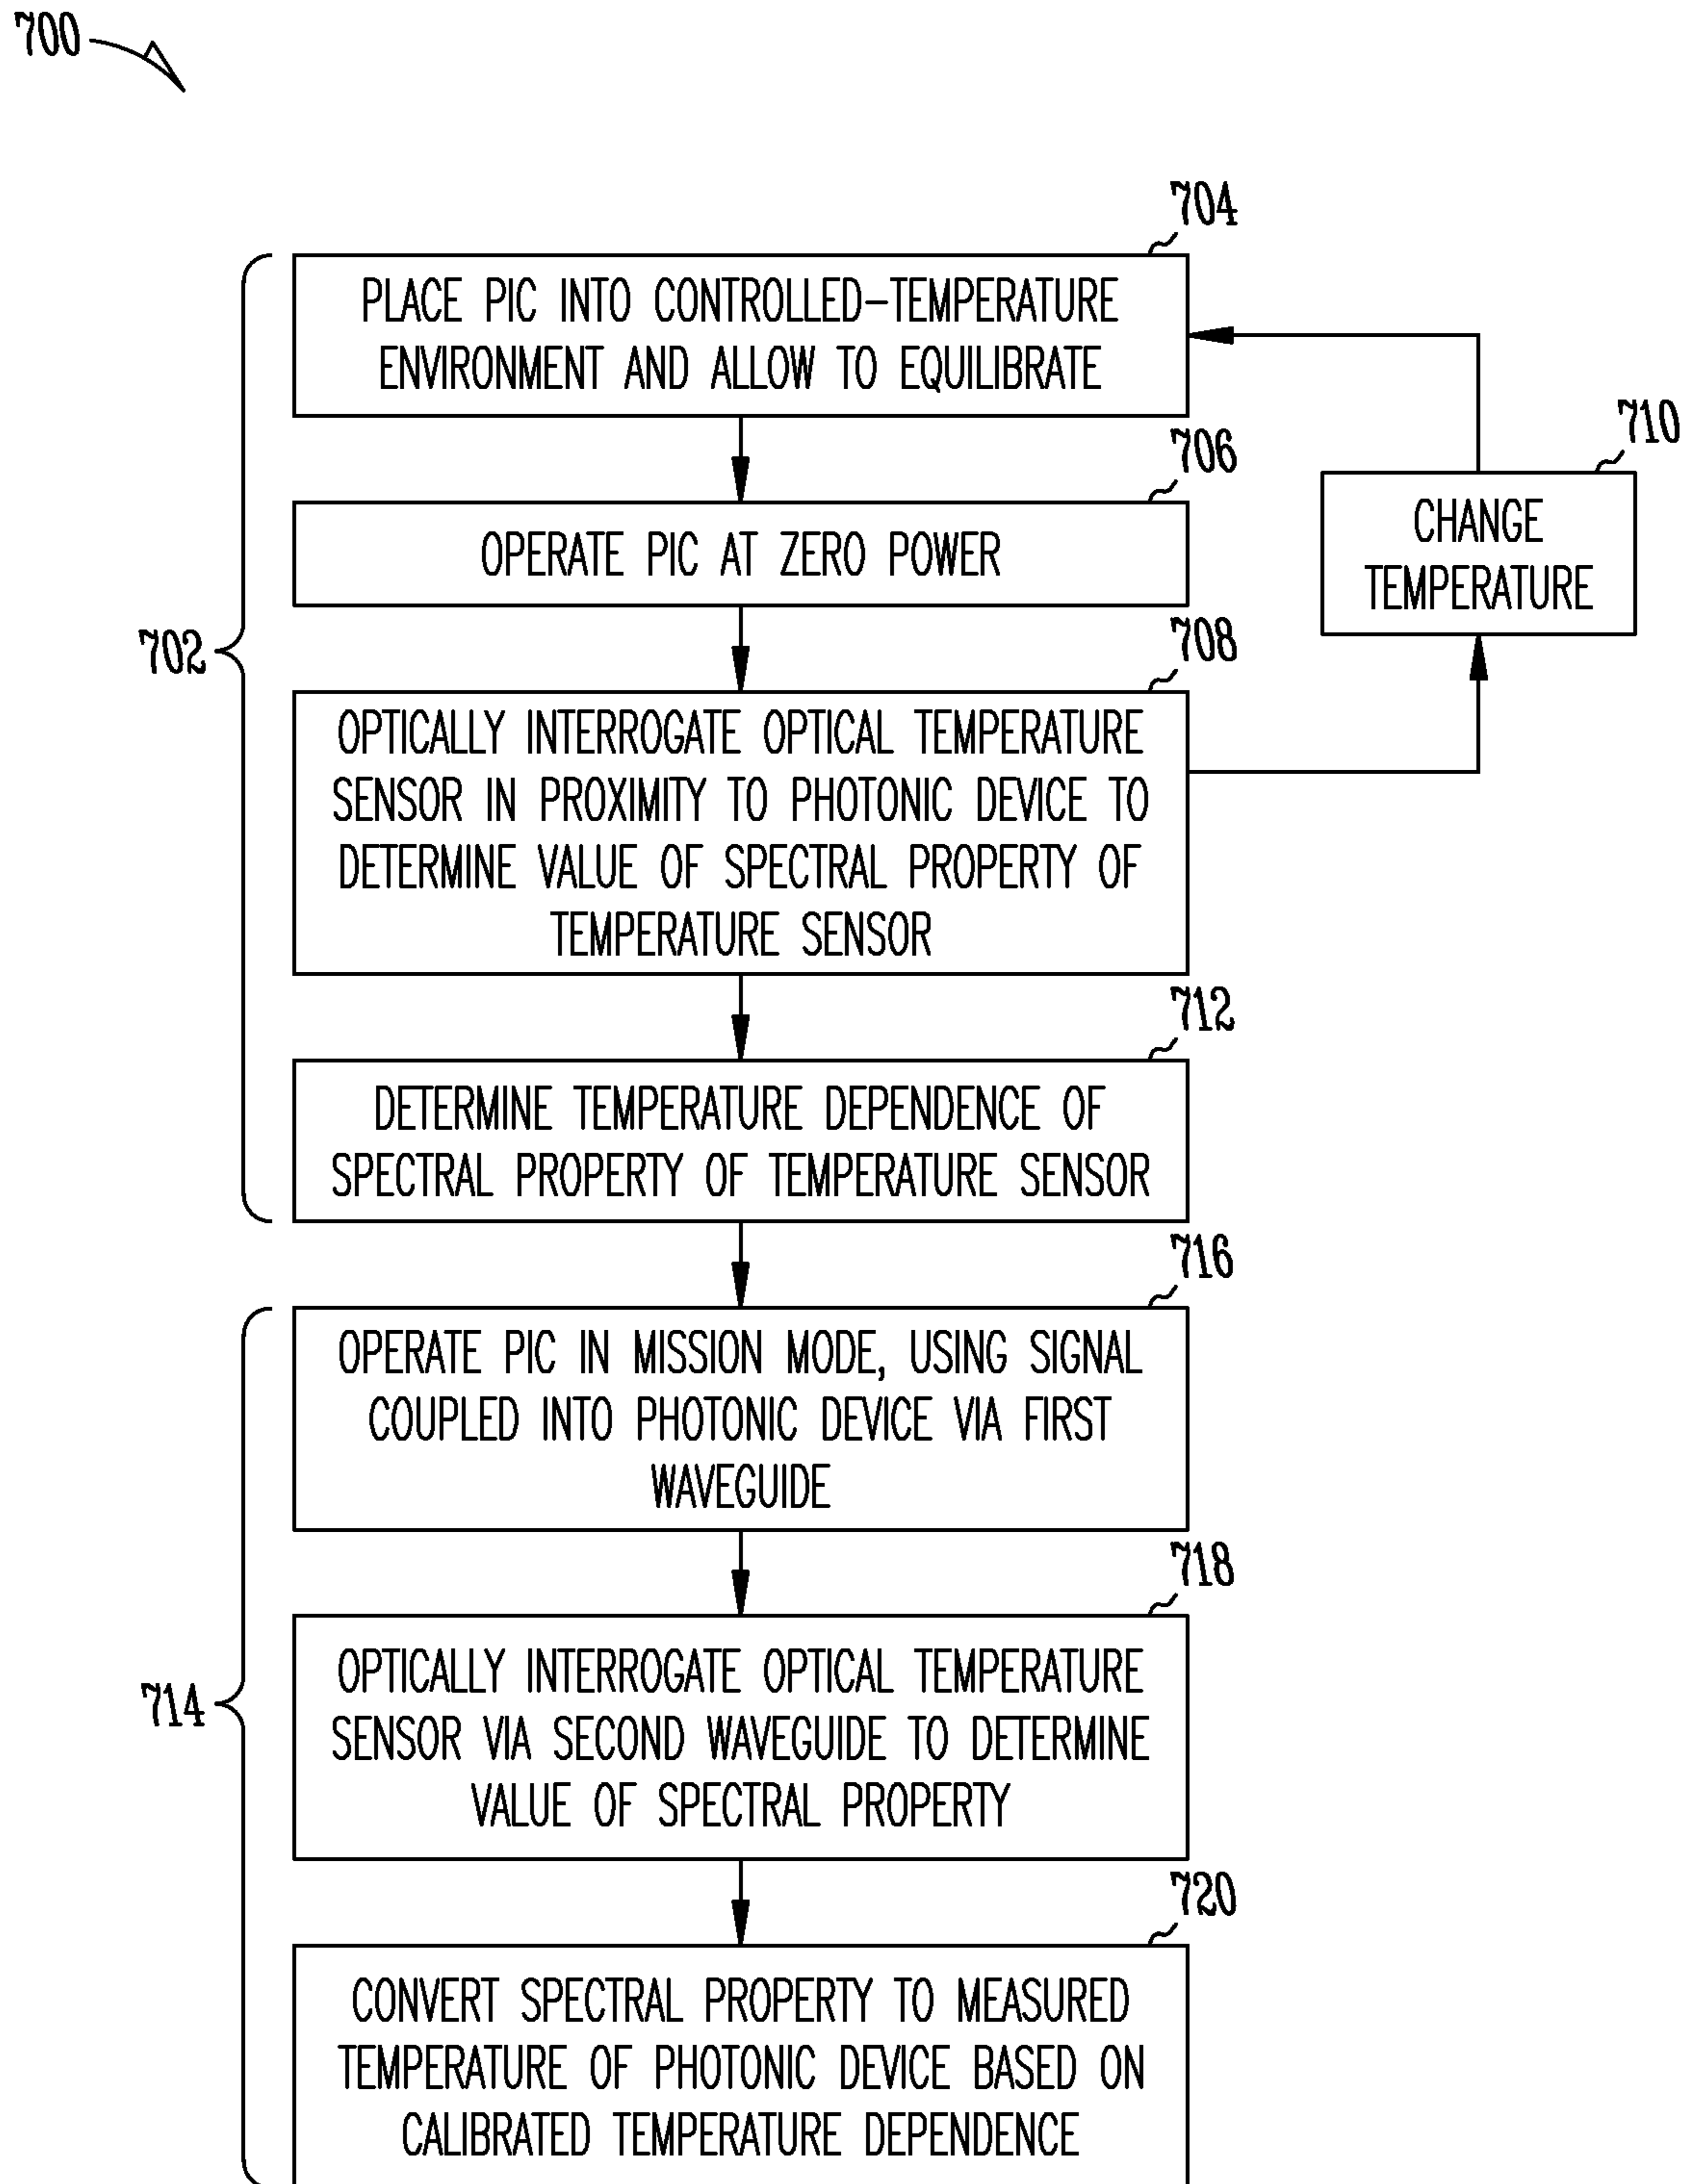 700
704
PLACE PIC INTO CONTROLLED-TEMPERATURE
ENVIRONMENT AND ALLOW TO EQUILIBRATE
706
OPERATE PIC AT ZERO POWER
710
CHANGE
TEMPERATURE
702
708
OPTICALLY INTERROGATE OPTICAL TEMPERATURE
SENSOR IN PROXIMITY TO PHOTONIC DEVICE TO
DETERMINE VALUE OF SPECTRAL PROPERTY OF
TEMPERATURE SENSOR
712
DETERMINE TEMPERATURE DEPENDENCE OF
SPECTRAL PROPERTY OF TEMPERATURE SENSOR
716
OPERATE PIC IN MISSION MODE, USING SIGNAL
COUPLED INTO PHOTONIC DEVICE VIA FIRST
WAVEGUIDE
714
718
OPTICALLY INTERROGATE OPTICAL TEMPERATURE
SENSOR VIA SECOND WAVEGUIDE TO DETERMINE
VALUE OF SPECTRAL PROPERTY
720
CONVERT SPECTRAL PROPERTY TO MEASURED
TEMPERATURE OF PHOTONIC DEVICE BASED ON
CALIBRATED TEMPERATURE DEPENDENCE